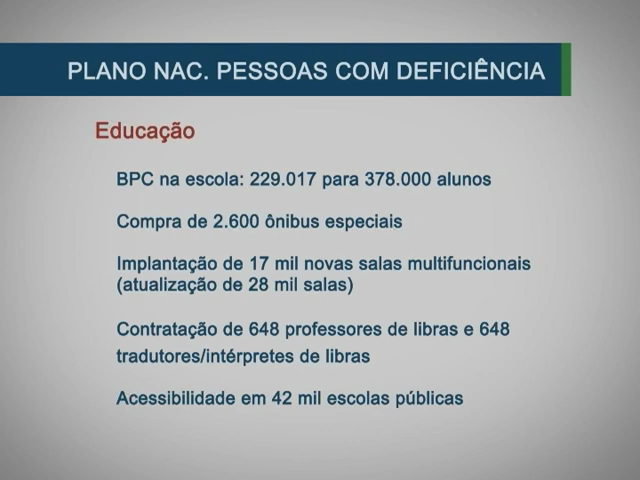 PLANO NAC. PESSOAS COM DEFICIÊNCIA
Educação
BPC na escola: 229.017 para 378.000 alunos
Compra de 2.600 ônibus especiais
Implantação de 17 mil novas salas multifuncionais
(atualização de 28 mil salas)
Contratação de 648 professores de libras e 648
tradutores/intérpretes de libras
Acessibilidade em 42 mil escolas públicas